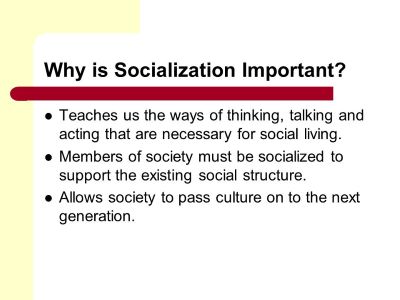 Why is Socialization Important?
● Teaches us the ways of thinking, talking and
acting that are necessary for social living.
● Members of society must be socialized to
support the existing social structure.
● Allows society to pass culture on to the next
generation.